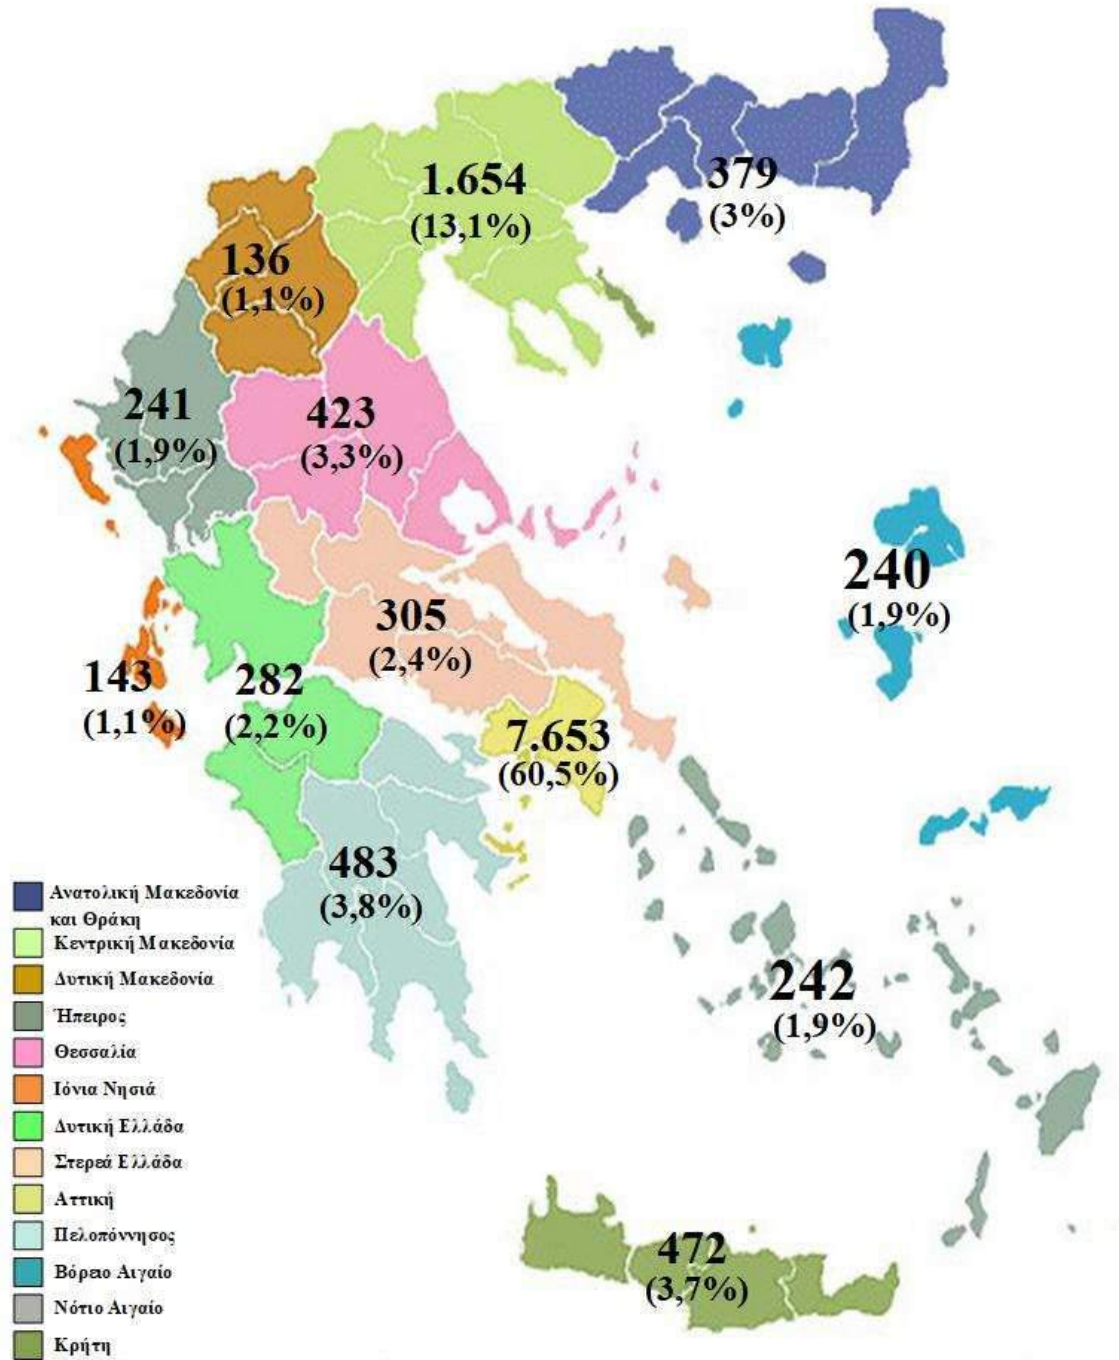 379
(3%)
1.654
(13,1%)
136
(1,1%)
241
(1,9%)
423
(3,3%)
240
(1,9%)
305
(2,4%)
143
(1,1%)
282
(2,2%)
7.653
(60,5%)
483
(3,8%)
242
(1,9%)
472
(3,7%)
Ανατολική Μακεδονία
και Θράκη
Κεντρική Μακεδονία
Δυτική Μακεδονία
Ήπειρος
Θεσσαλία
Ιόνια Νησιά
Δυτική Ελλάδα
Στερεά Ελλάδα
Αττική
Πελοπόννησος
Βόρειο Αιγαίο
Νότιο Αιγαίο
Κρήτη